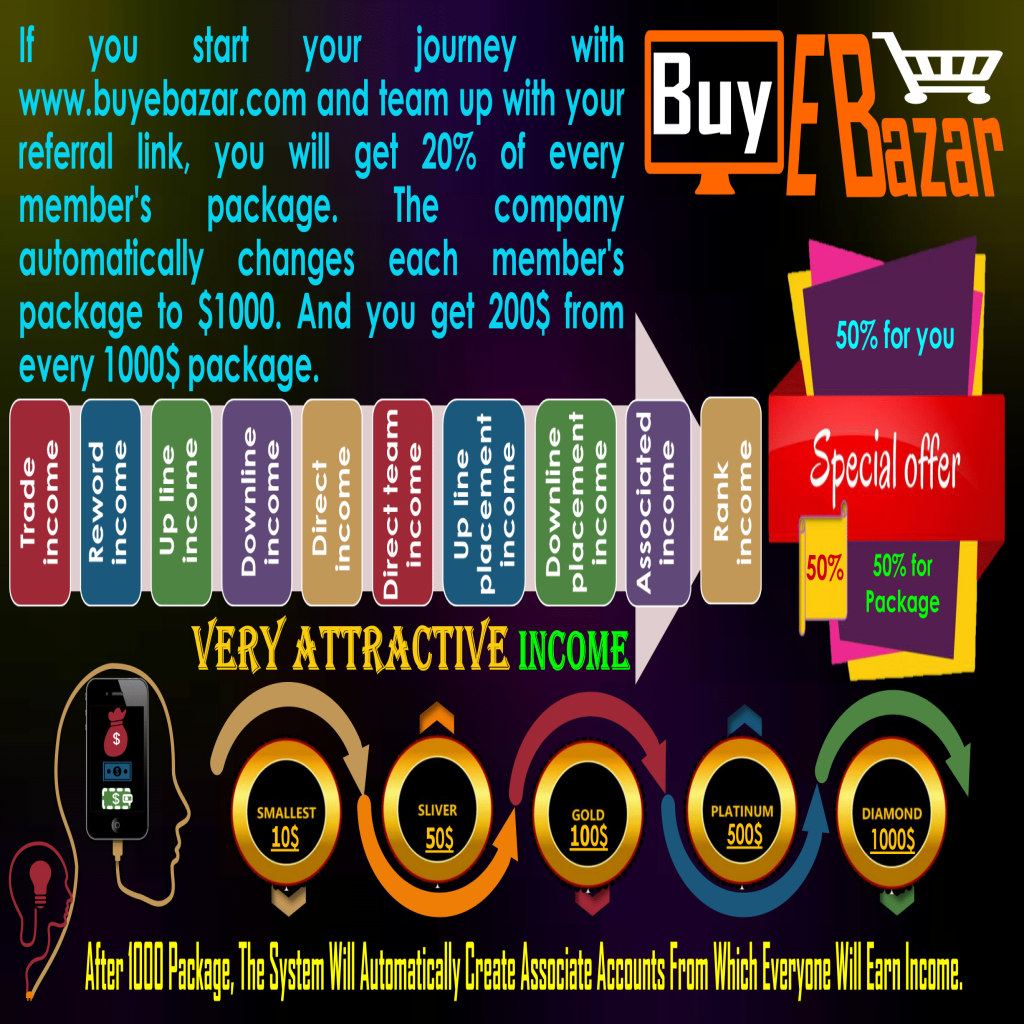 If you start your journey with
www.buyebazar.com and team up with your
referral link, you will get 20% of every
member's package. The company
automatically changes each member's
package to $1000. And you get 200$ from
every 1000$ package.
Buy E Bazar
50% for you
Special offer
50%
50% for
Package
Trade
income
Reword
income
Up line
income
Downline
income
Direct
income
Direct team
income
Up line
placement
income
Downline
placement
income
Associated
income
Rank
income
VERY ATTRACTIVE INCOME
$
$
$
SMALLEST
10$
SLIVER
50$
GOLD
100$
PLATINUM
500$
DIAMOND
1000$
After 1000 Package, The System Will Automatically Create Associate Accounts From Which Everyone Will Earn Income.